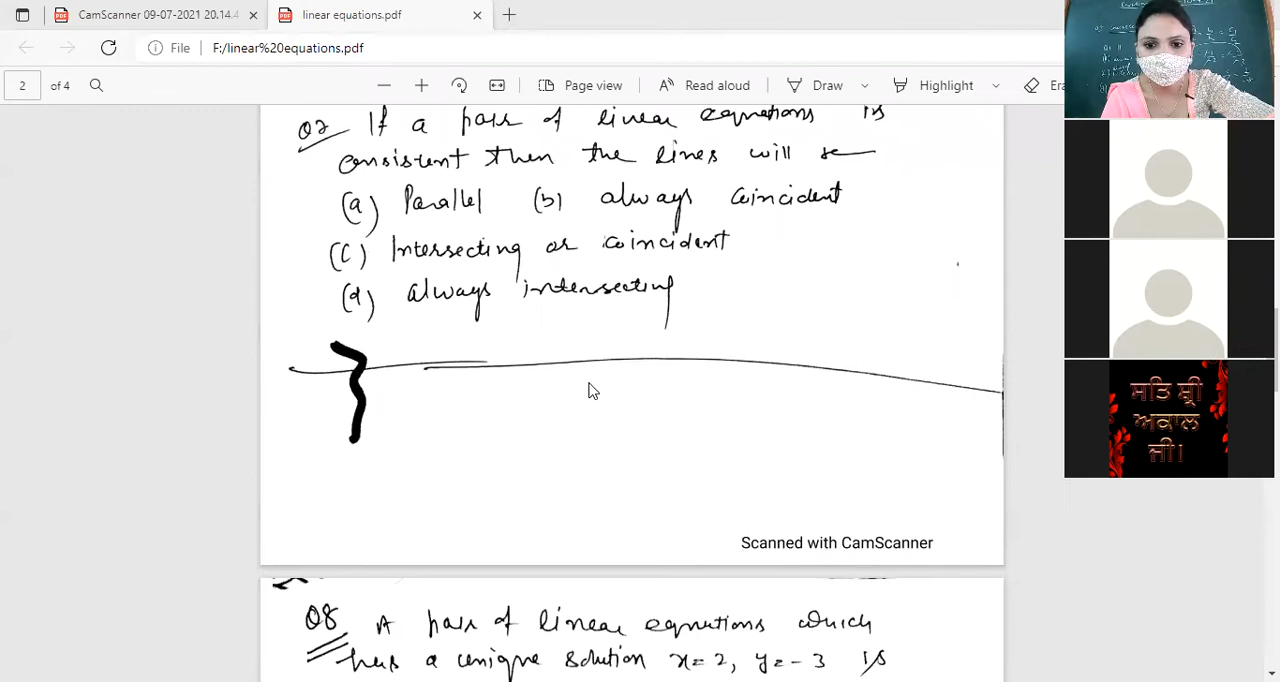 CamScanner 09-07-2021 20.14.4
linear equations.pdf
File
F:/linear%20equations.pdf
2
of 4
Page view
Read aloud
Draw
Highlight
Era
If a pair of linear equations is
consistent then the lines will
(a) Parallel (b) always coincident
(c) Intersecting or coincident
(d) always intersecting
Scanned with CamScanner
Q8 A pair of linear equations which
has a unique solution x=2, y=-3 is
ਸਤਿ ਸ਼੍ਰੀ
ਅਕਾਲ
ਜੀ।